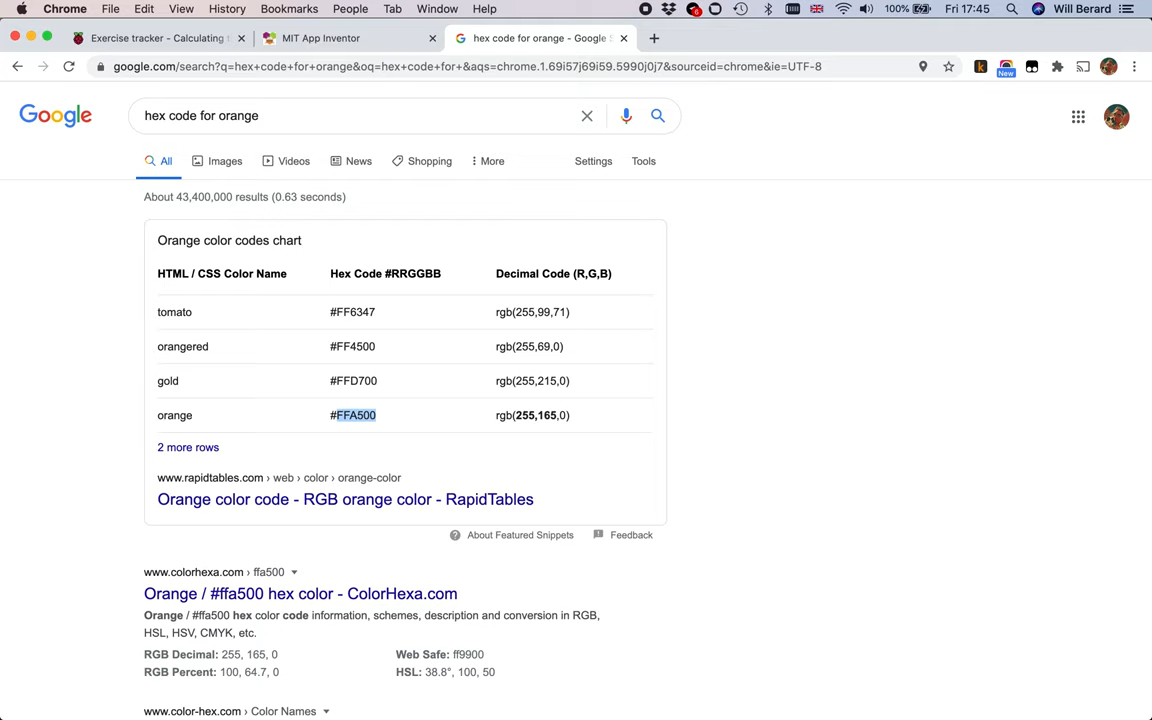 Chrome File Edit View History Bookmarks People Tab Window Help 6 100% Fri 17:45 Will Berard
Exercise tracker - Calculating MIT App Inventor hex code for orange - Google
google.com/search?q=hex+code+for+orange&oq=hex+code+for+&aqs=chrome.1.69i57j69i59.5990j0j7&sourceid=chrome&ie=UTF-8 New
Google hex code for orange
All Images Videos News Shopping More Settings Tools
About 43,400,000 results (0.63 seconds)
Orange color codes chart
HTML / CSS Color Name Hex Code #RRGGBB Decimal Code (R,G,B)
tomato #FF6347 rgb(255,99,71)
orangered #FF4500 rgb(255,69,0)
gold #FFD700 rgb(255,215,0)
orange #FFA500 rgb(255,165,0)
2 more rows
www.rapidtables.com › web › color › orange-color
Orange color code - RGB orange color - RapidTables
About Featured Snippets Feedback
www.colorhexa.com › ffa500
Orange / #ffa500 hex color - ColorHexa.com
Orange / #ffa500 hex color code information, schemes, description and conversion in RGB,
HSL, HSV, CMYK, etc.
RGB Decimal: 255, 165, 0 Web Safe: ff9900
RGB Percent: 100, 64.7, 0 HSL: 38.8°, 100, 50
www.color-hex.com › Color Names